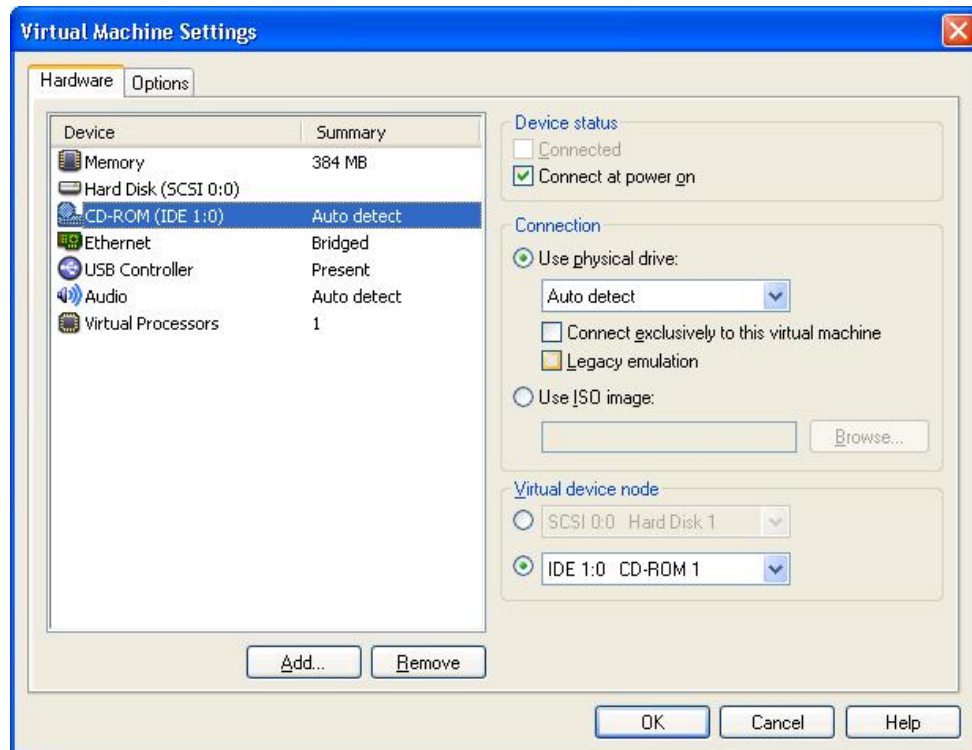 Virtual Machine Settings
Hardware Options
Device Summary
Memory 384 MB
Hard Disk (SCSI 0:0)
CD-ROM (IDE 1:0) Auto detect
Ethernet Bridged
USB Controller Present
Audio Auto detect
Virtual Processors 1
Add... Remove
Device status
Connected
Connect at power on
Connection
Use physical drive:
Auto detect
Connect exclusively to this virtual machine
Legacy emulation
Use ISO image:
Browse...
Virtual device node
SCSI 0:0 Hard Disk 1
IDE 1:0 CD-ROM 1
OK Cancel Help